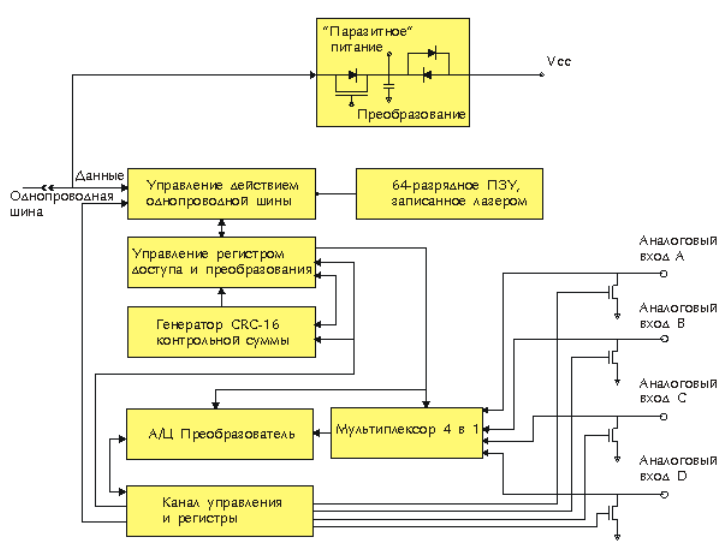 “Паразитное“
питание
Vcc
Преобразование
Данные
Однопроводная
шина
Управление действием
однопроводной шины
64-разрядное ПЗУ,
записанное лазером
Управление регистром
доступа и преобразования
Аналоговый
вход A
Генератор CRC-16
контрольной суммы
Аналоговый
вход B
Аналоговый
вход C
А/Ц Преобразователь
Мультиплексор 4 в 1
Аналоговый
вход D
Канал управления
и регистры